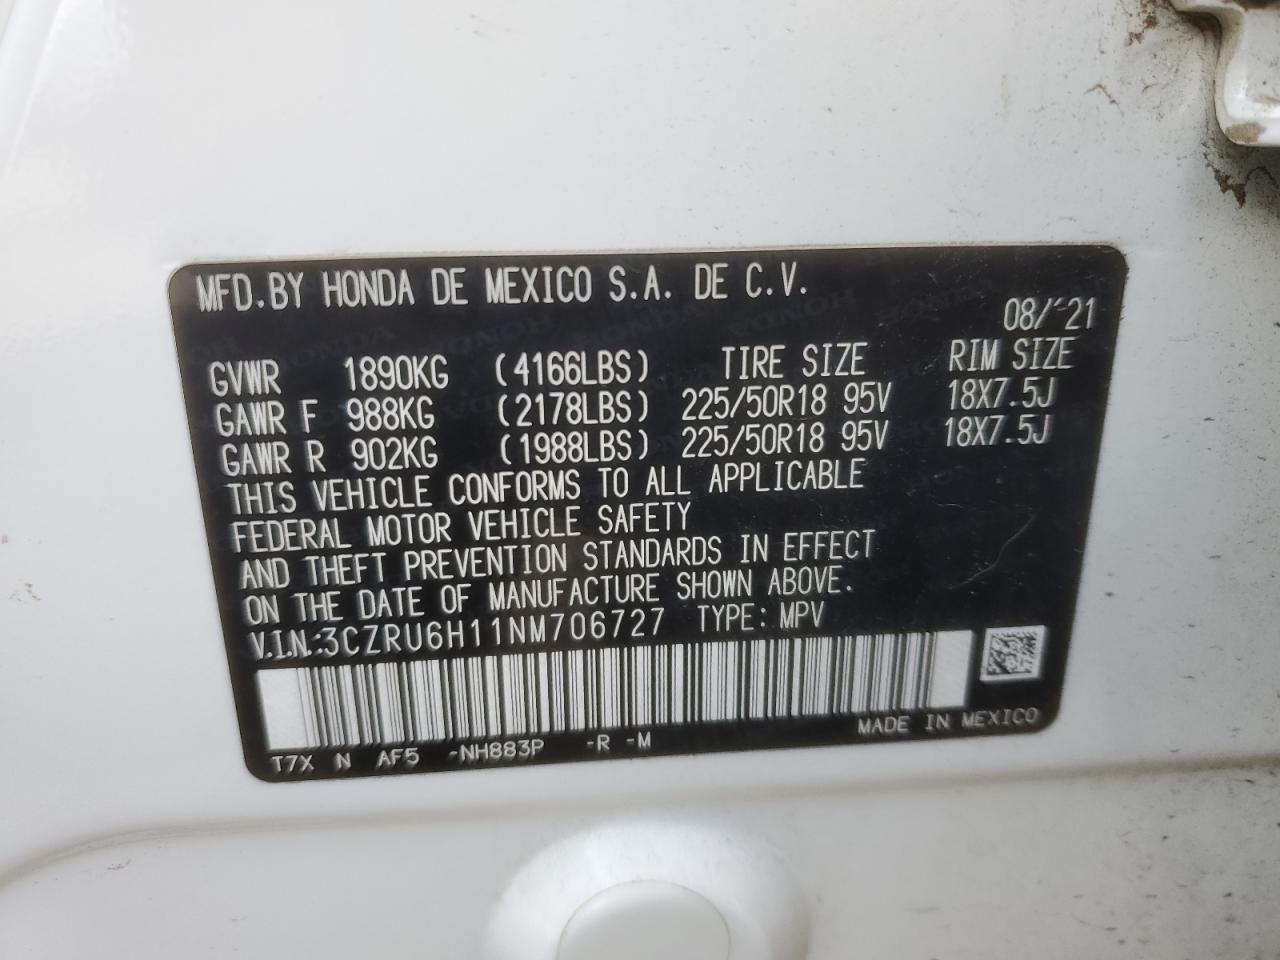 MFD.BY HONDA DE MEXICO S.A. DE C.V.
08/'21
GVWR 1890KG (4166LBS) TIRE SIZE RIM SIZE
GAWR F 988KG (2178LBS) 225/50R18 95V 18X7.5J
GAWR R 902KG (1988LBS) 225/50R18 95V 18X7.5J
THIS VEHICLE CONFORMS TO ALL APPLICABLE
FEDERAL MOTOR VEHICLE SAFETY
AND THEFT PREVENTION STANDARDS IN EFFECT
ON THE DATE OF MANUFACTURE SHOWN ABOVE.
V.I.N.:3CZRU6H11NM706727 TYPE: MPV
MADE IN MEXICO
T7X N AF5 -NH883P -R -M